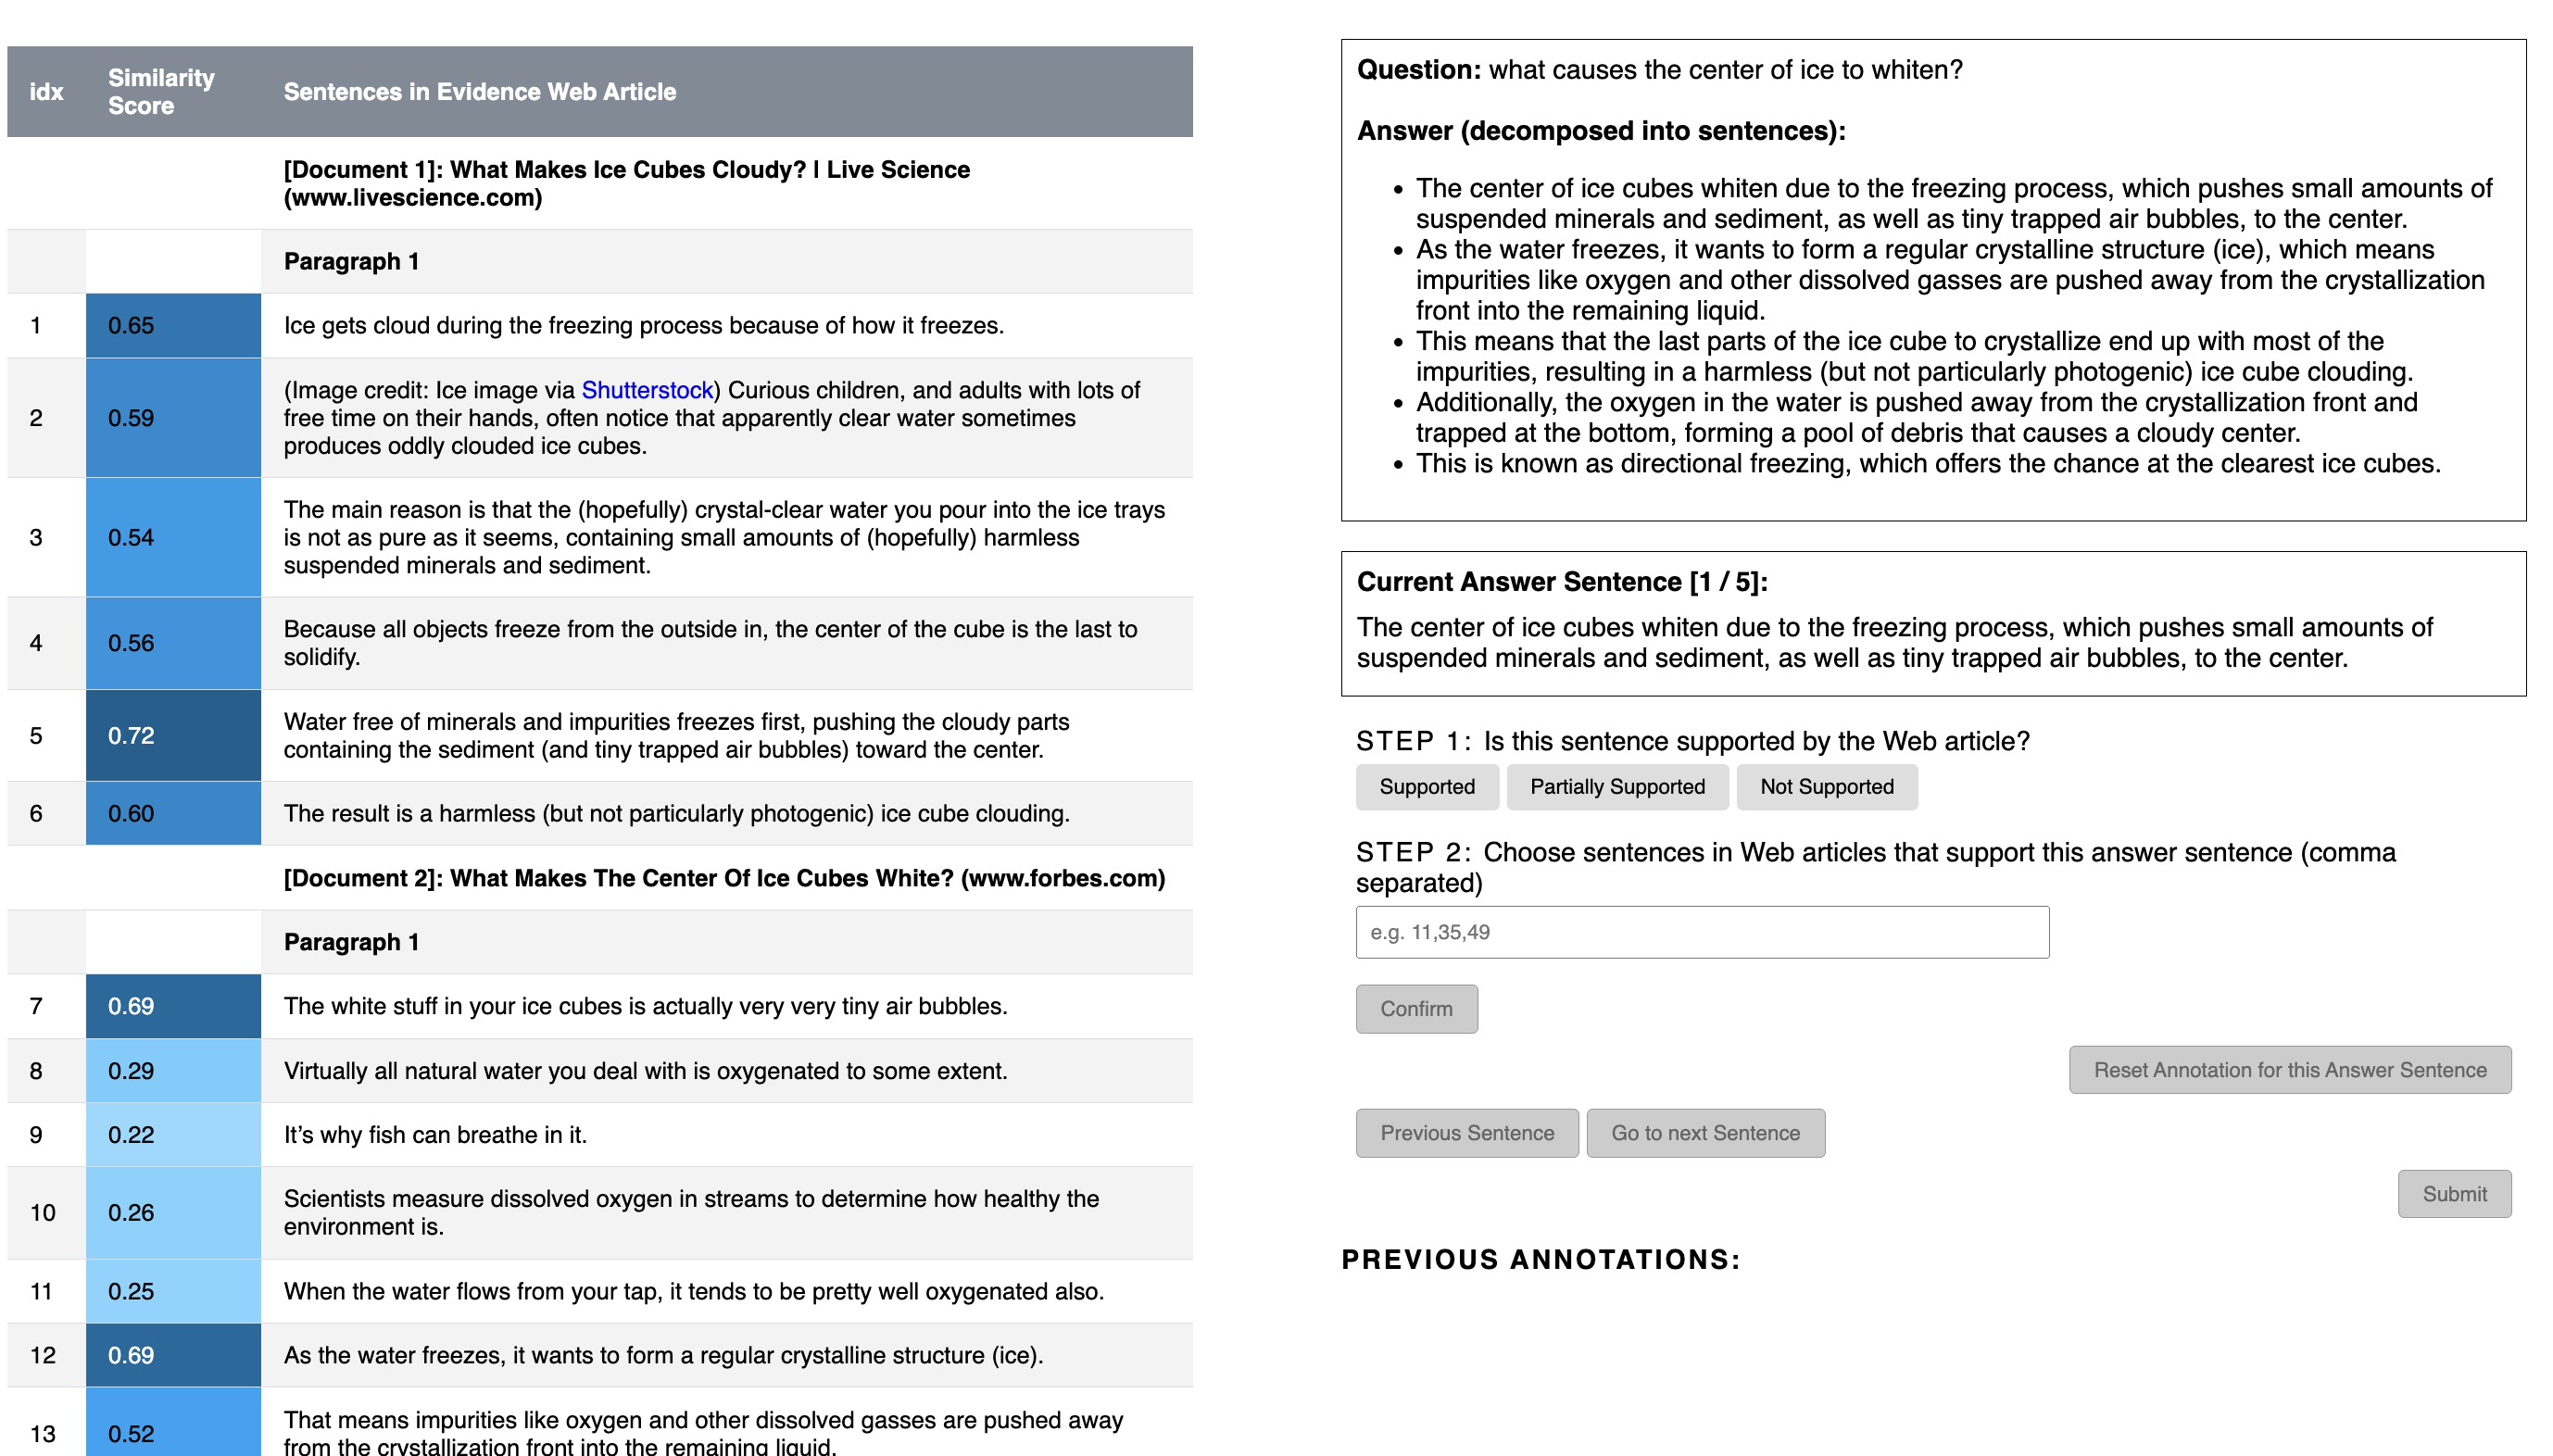 idx
Similarity
Score
Sentences in Evidence Web Article
[Document 1]: What Makes Ice Cubes Cloudy? | Live Science
(www.livescience.com)
Paragraph 1
1
0.65
Ice gets cloud during the freezing process because of how it freezes.
2
0.59
(Image credit: Ice image via Shutterstock) Curious children, and adults with lots of
free time on their hands, often notice that apparently clear water sometimes
produces oddly clouded ice cubes.
3
0.54
The main reason is that the (hopefully) crystal-clear water you pour into the ice trays
is not as pure as it seems, containing small amounts of (hopefully) harmless
suspended minerals and sediment.
4
0.56
Because all objects freeze from the outside in, the center of the cube is the last to
solidify.
5
0.72
Water free of minerals and impurities freezes first, pushing the cloudy parts
containing the sediment (and tiny trapped air bubbles) toward the center.
6
0.60
The result is a harmless (but not particularly photogenic) ice cube clouding.
[Document 2]: What Makes The Center Of Ice Cubes White? (www.forbes.com)
Paragraph 1
7
0.69
The white stuff in your ice cubes is actually very very tiny air bubbles.
8
0.29
Virtually all natural water you deal with is oxygenated to some extent.
9
0.22
It’s why fish can breathe in it.
10
0.26
Scientists measure dissolved oxygen in streams to determine how healthy the
environment is.
11
0.25
When the water flows from your tap, it tends to be pretty well oxygenated also.
12
0.69
As the water freezes, it wants to form a regular crystalline structure (ice).
13
0.52
That means impurities like oxygen and other dissolved gasses are pushed away
from the crystallization front into the remaining liquid.
Question: what causes the center of ice to whiten?
Answer (decomposed into sentences):
• The center of ice cubes whiten due to the freezing process, which pushes small amounts of
suspended minerals and sediment, as well as tiny trapped air bubbles, to the center.
• As the water freezes, it wants to form a regular crystalline structure (ice), which means
impurities like oxygen and other dissolved gasses are pushed away from the crystallization
front into the remaining liquid.
• This means that the last parts of the ice cube to crystallize end up with most of the
impurities, resulting in a harmless (but not particularly photogenic) ice cube clouding.
• Additionally, the oxygen in the water is pushed away from the crystallization front and
trapped at the bottom, forming a pool of debris that causes a cloudy center.
• This is known as directional freezing, which offers the chance at the clearest ice cubes.
Current Answer Sentence [1 / 5]:
The center of ice cubes whiten due to the freezing process, which pushes small amounts of
suspended minerals and sediment, as well as tiny trapped air bubbles, to the center.
STEP 1: Is this sentence supported by the Web article?
Supported
Partially Supported
Not Supported
STEP 2: Choose sentences in Web articles that support this answer sentence (comma
separated)
e.g. 11,35,49
Confirm
Reset Annotation for this Answer Sentence
Previous Sentence
Go to next Sentence
Submit
PREVIOUS ANNOTATIONS: